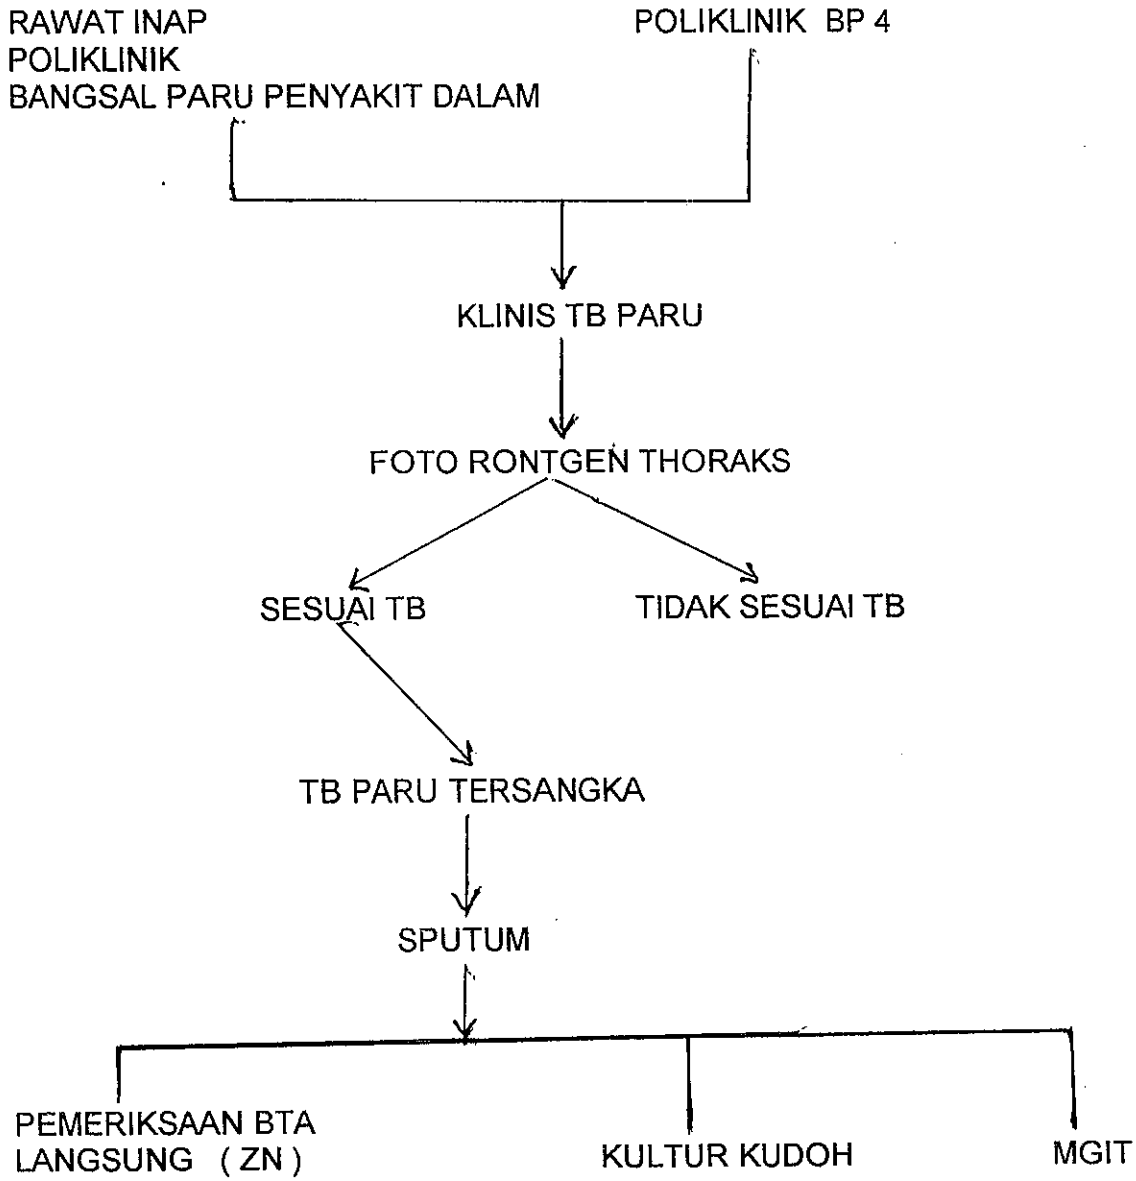 RAWAT INAP
POLIKLINIK
BANGSAL PARU PENYAKIT DALAM
POLIKLINIK BP 4
KLINIS TB PARU
FOTO RONTGEN THORAKS
SESUAI TB
TIDAK SESUAI TB
TB PARU TERSANGKA
SPUTUM
PEMERIKSAAN BTA
LANGSUNG ( ZN )
KULTUR KUDOH
MGIT